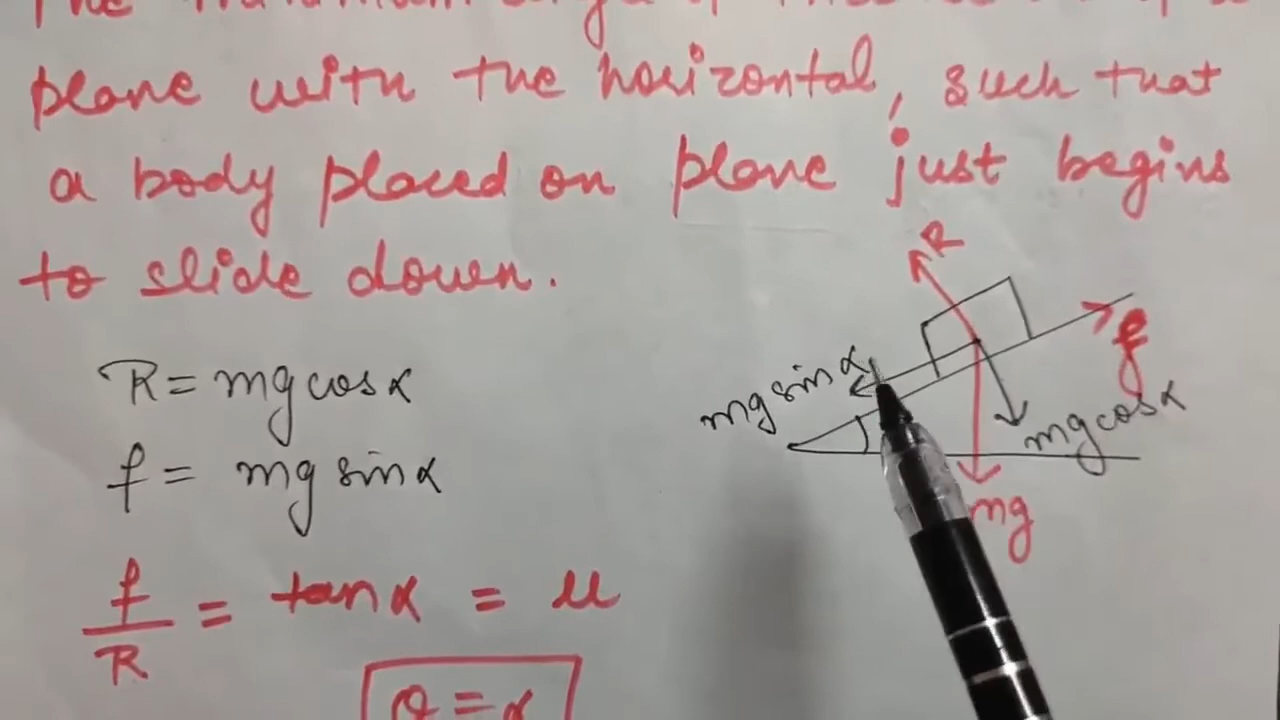 The
plane with the horizontal, such that
a body placed on plane just begins
to slide down.
R
f
mg sin α
mg cos α
mg
R = mg cos α
f = mg sin α
f/R = tan α = μ
θ = α